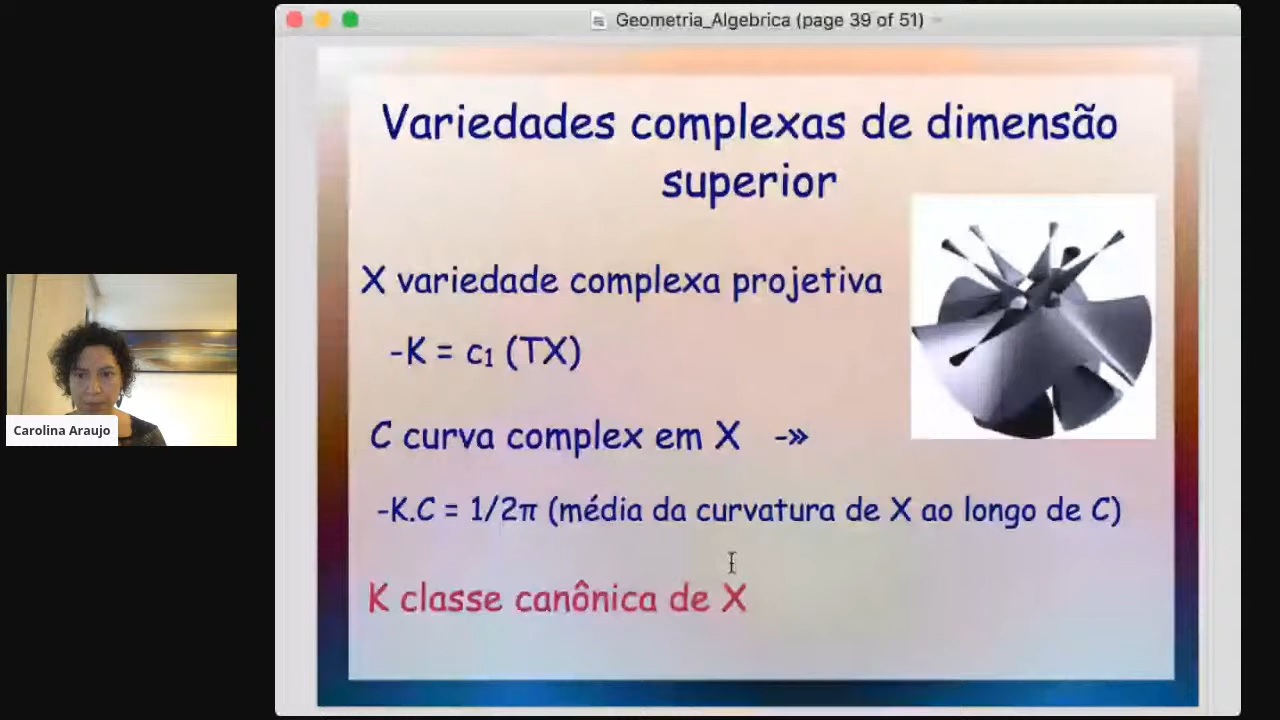 Geometria_Algebrica (page 39 of 51)
Variedades complexas de dimensão
superior
X variedade complexa projetiva
-K = c₁ (TX)
C curva complex em X -»
-K.C = 1/2π (média da curvatura de X ao longo de C)
K classe canônica de X
Carolina Araujo